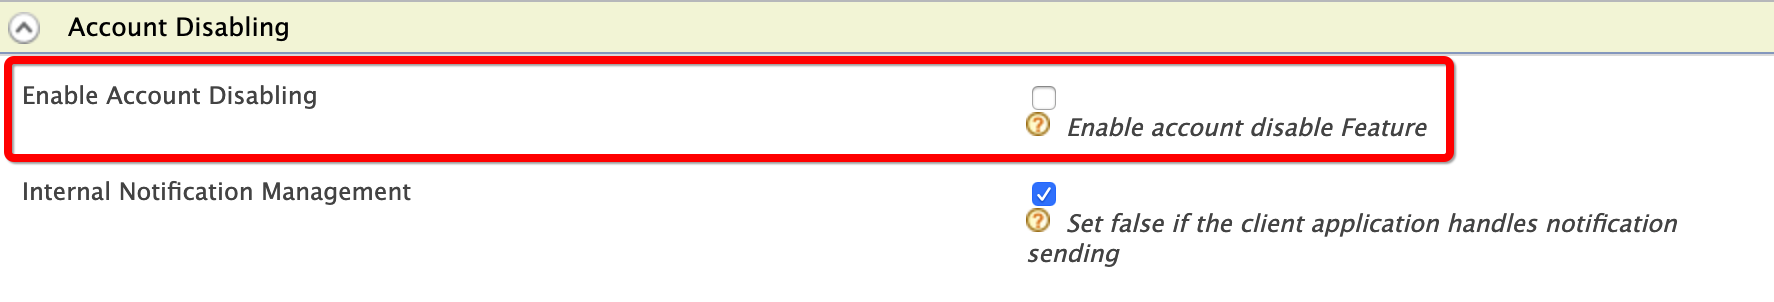 Account Disabling
Enable Account Disabling
Enable account disable Feature
Internal Notification Management
Set false if the client application handles notification
sending